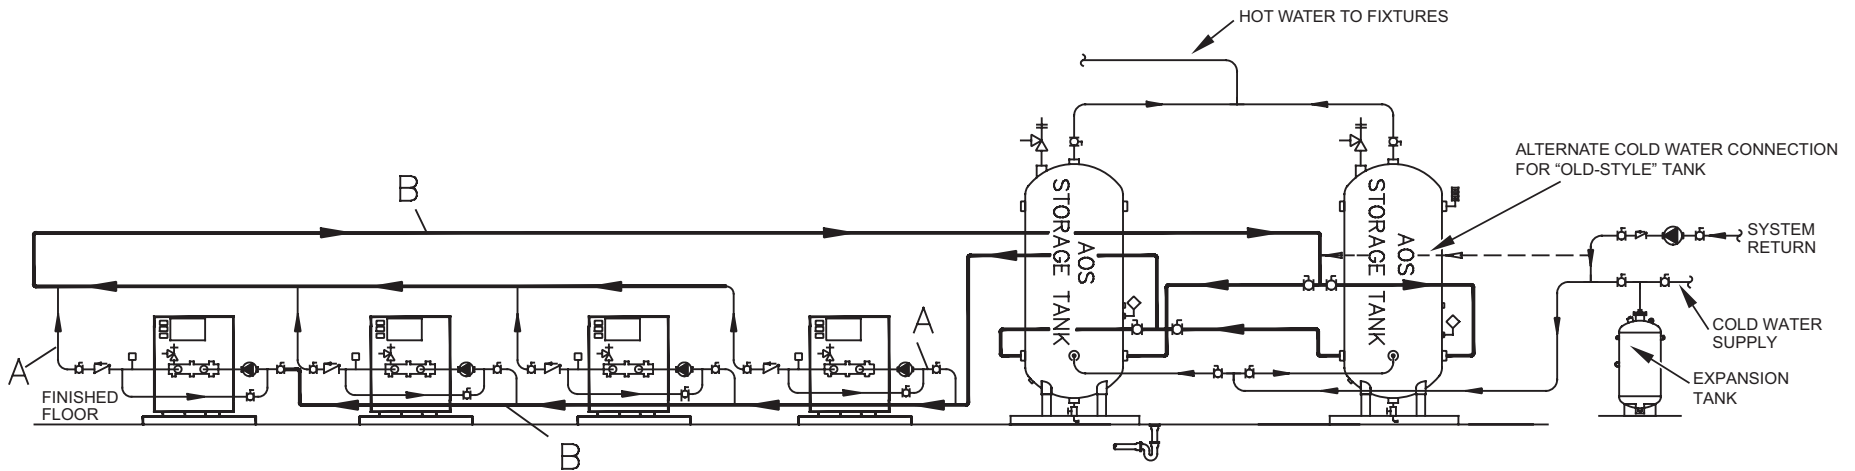 HOT WATER TO FIXTURES
ALTERNATE COLD WATER CONNECTION
FOR “OLD-STYLE” TANK
B
STORAGE TANK
AOS
STORAGE TANK
AOS
SYSTEM
RETURN
A
A
COLD WATER
SUPPLY
EXPANSION
TANK
FINISHED
FLOOR
B